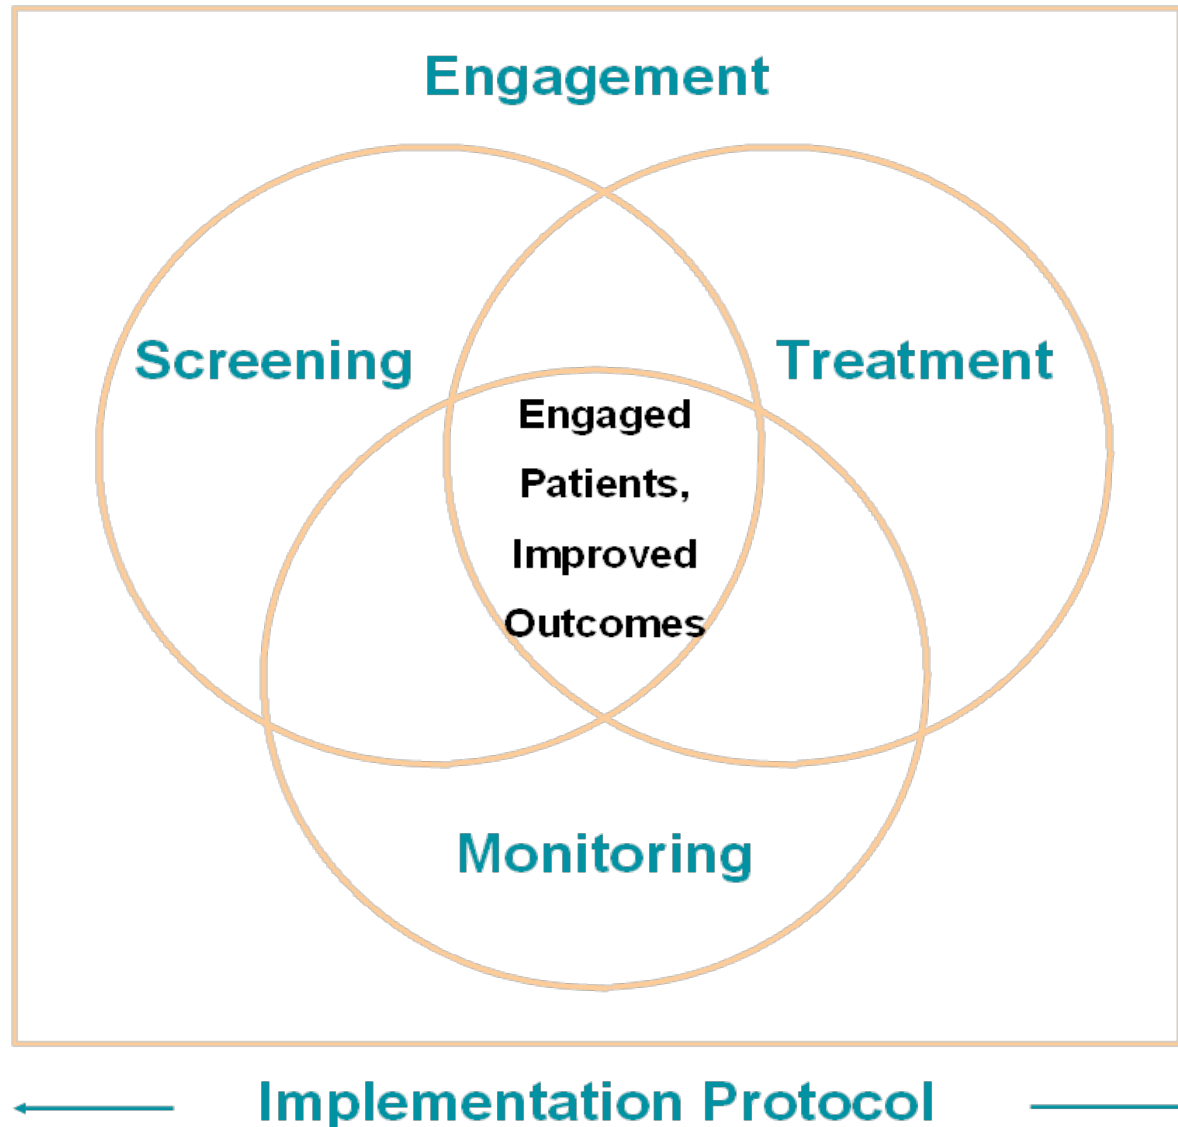 Engagement
Screening
Treatment
Engaged
Patients,
Improved
Outcomes
Monitoring
Implementation Protocol